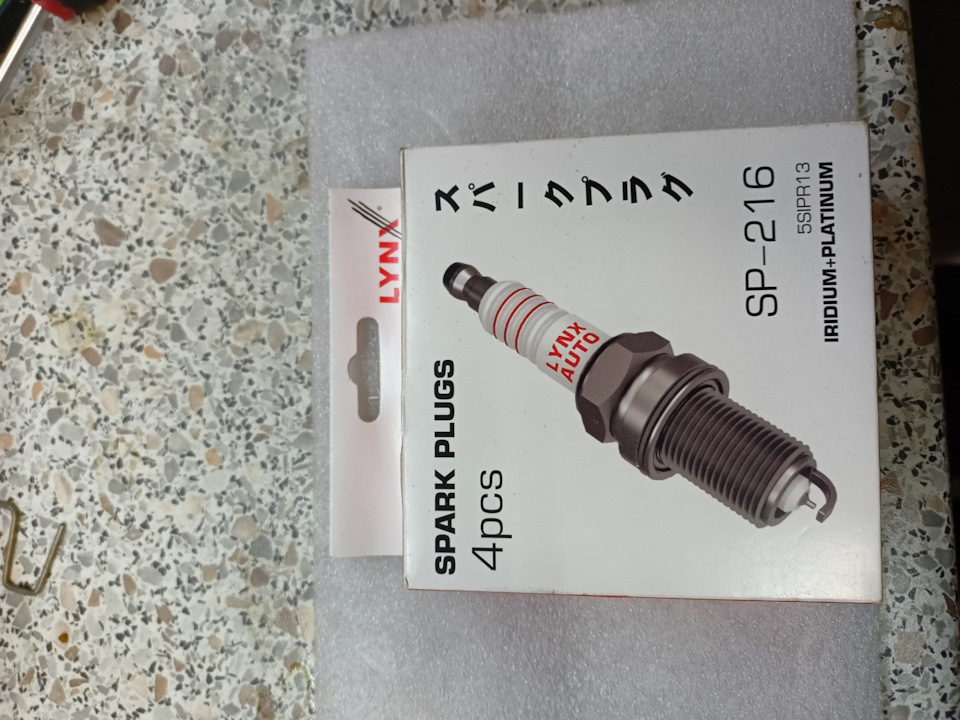 LYNX
スパークプラグ
SPARK PLUGS
4pcs
LYNX
AUTO
SP-216
5SIPR13
IRIDIUM+PLATINUM